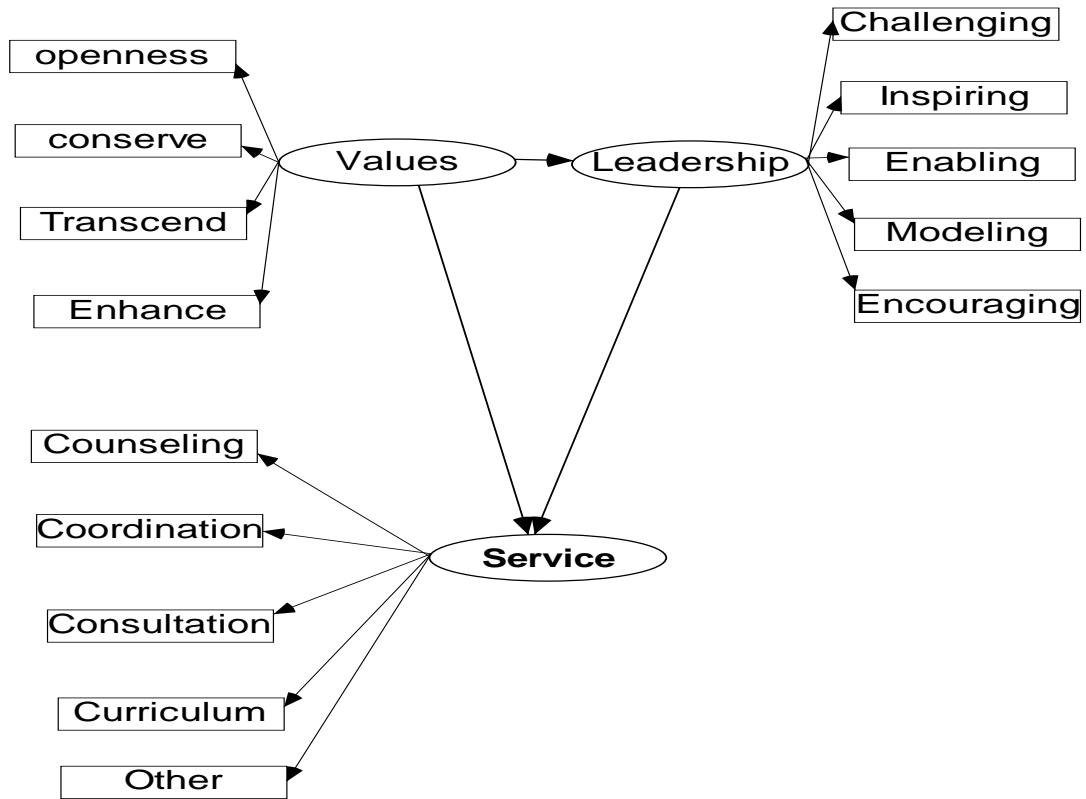 openness
conserve
Transcend
Enhance
Values
Leadership
Challenging
Inspiring
Enabling
Modeling
Encouraging
Counseling
Coordination
Consultation
Curriculum
Other
Service